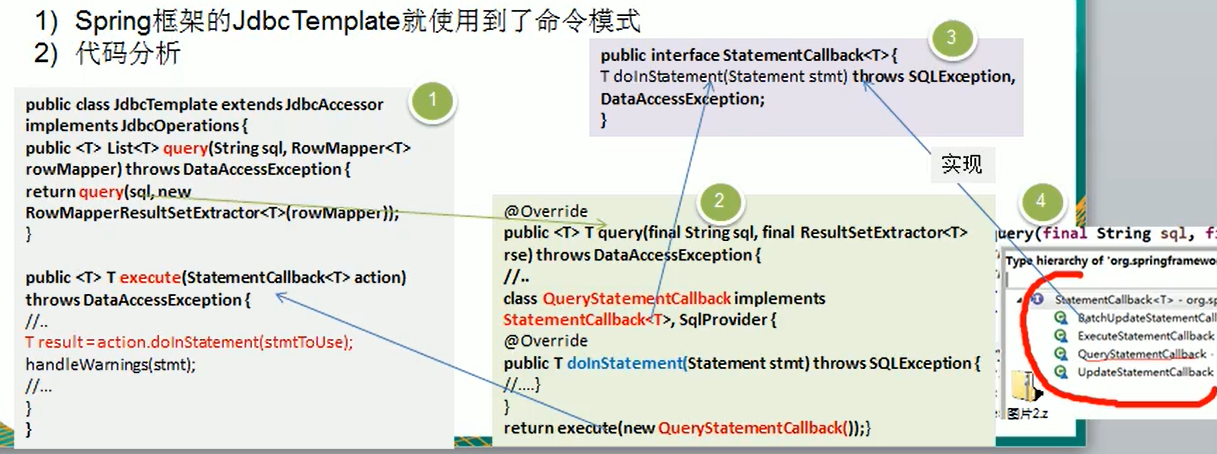 1) Spring框架的JdbcTemplate就使用到了命令模式
2) 代码分析
1
public class JdbcTemplate extends JdbcAccessor
implements JdbcOperations {
public <T> List<T> query(String sql, RowMapper<T>
rowMapper) throws DataAccessException {
return query(sql, new
RowMapperResultSetExtractor<T>(rowMapper));
}
public <T> T execute(StatementCallback<T> action)
throws DataAccessException {
//..
T result = action.doInStatement(stmtToUse);
handleWarnings(stmt);
//...
}
}
2
@Override
public <T> T query(final String sql, final ResultSetExtractor<T>
rse) throws DataAccessException {
//..
class QueryStatementCallback implements
StatementCallback<T>, SqlProvider {
@Override
public T doInStatement(Statement stmt) throws SQLException {
//....}
}
return execute(new QueryStatementCallback());}
3
public interface StatementCallback<T> {
T doInStatement(Statement stmt) throws SQLException,
DataAccessException;
}
实现
4
uery(final String sql, fi
Type hierarchy of 'org.springframewo
StatementCallback<T> - org.sp
BatchUpdateStatementCall
ExecuteStatementCallback
QueryStatementCallback -
UpdateStatementCallback
图片2.z